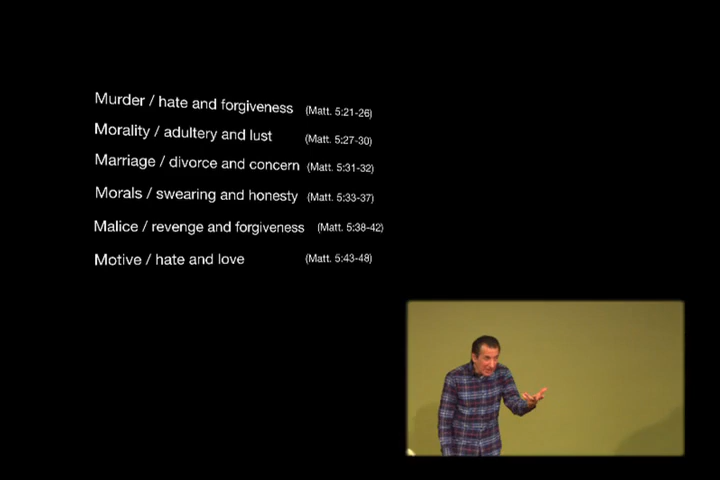 Murder / hate and forgiveness (Matt. 5:21-26)
Morality / adultery and lust (Matt. 5:27-30)
Marriage / divorce and concern (Matt. 5:31-32)
Morals / swearing and honesty (Matt. 5:33-37)
Malice / revenge and forgiveness (Matt. 5:38-42)
Motive / hate and love (Matt. 5:43-48)